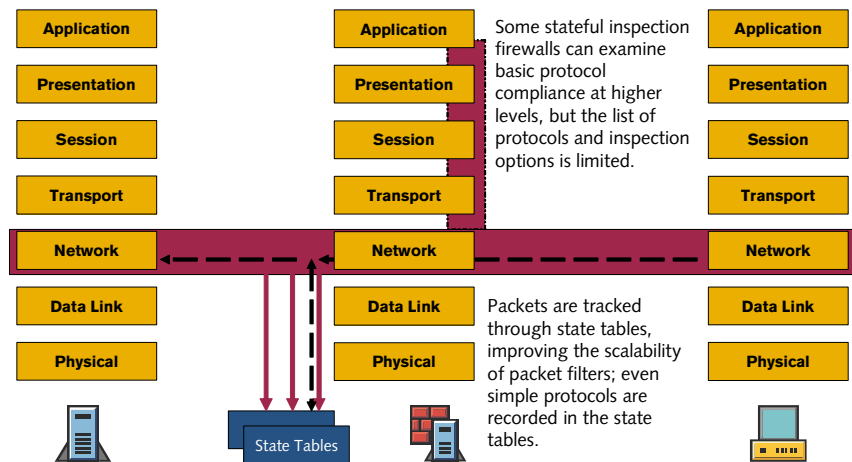 Application
Presentation
Session
Transport
Network
Data Link
Physical
Application
Presentation
Session
Transport
Network
Data Link
Physical
Some stateful inspection
firewalls can examine
basic protocol
compliance at higher
levels, but the list of
protocols and inspection
options is limited.
Packets are tracked
through state tables,
improving the scalability
of packet filters; even
simple protocols are
recorded in the state
tables.
Application
Presentation
Session
Transport
Network
Data Link
Physical
State Tables